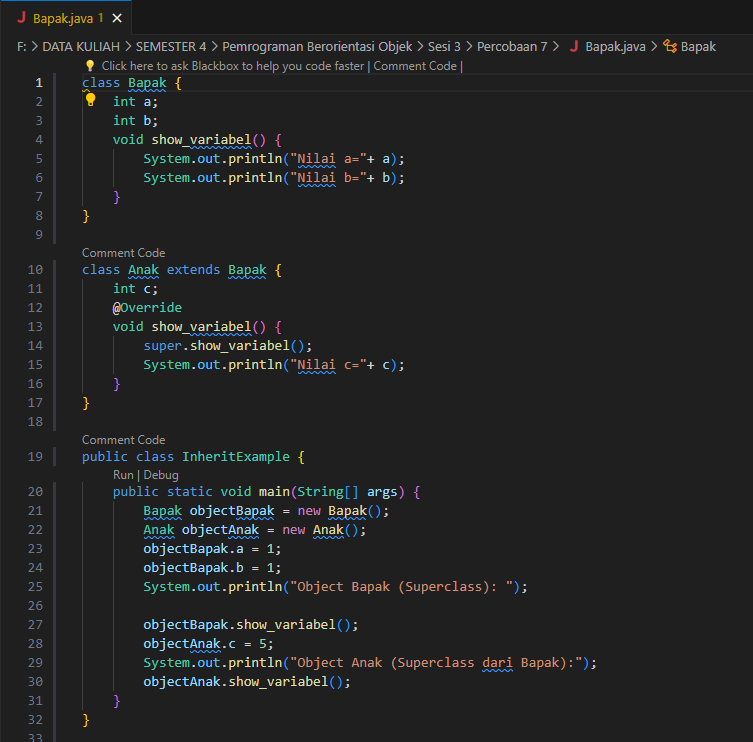 Bapak.java 1 ×
F: > DATA KULIAH > SEMESTER 4 > Pemrograman Berorientasi Objek > Sesi 3 > Percobaan 7 > J Bapak.java > Bapak
Click here to ask Blackbox to help you code faster | Comment Code |
1 class Bapak {
2     int a;
3     int b;
4     void show_variabel() {
5         System.out.println("Nilai a="+ a);
6         System.out.println("Nilai b="+ b);
7     }
8 }
9
Comment Code
10 class Anak extends Bapak {
11     int c;
12     @Override
13     void show_variabel() {
14         super.show_variabel();
15         System.out.println("Nilai c="+ c);
16     }
17 }
18
Comment Code
19 public class InheritExample {
Run | Debug
20     public static void main(String[] args) {
21         Bapak objectBapak = new Bapak();
22         Anak objectAnak = new Anak();
23         objectBapak.a = 1;
24         objectBapak.b = 1;
25         System.out.println("Object Bapak (Superclass): ");
26
27         objectBapak.show_variabel();
28         objectAnak.c = 5;
29         System.out.println("Object Anak (Superclass dari Bapak):");
30         objectAnak.show_variabel();
31     }
32 }
33